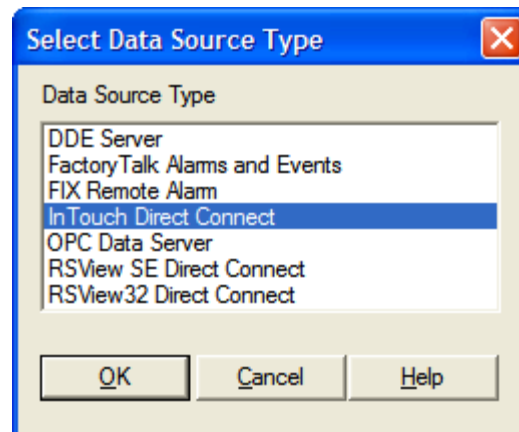 Select Data Source Type
Data Source Type
DDE Server
FactoryTalk Alarms and Events
FIX Remote Alarm
InTouch Direct Connect
OPC Data Server
RSView SE Direct Connect
RSView32 Direct Connect
OK Cancel Help